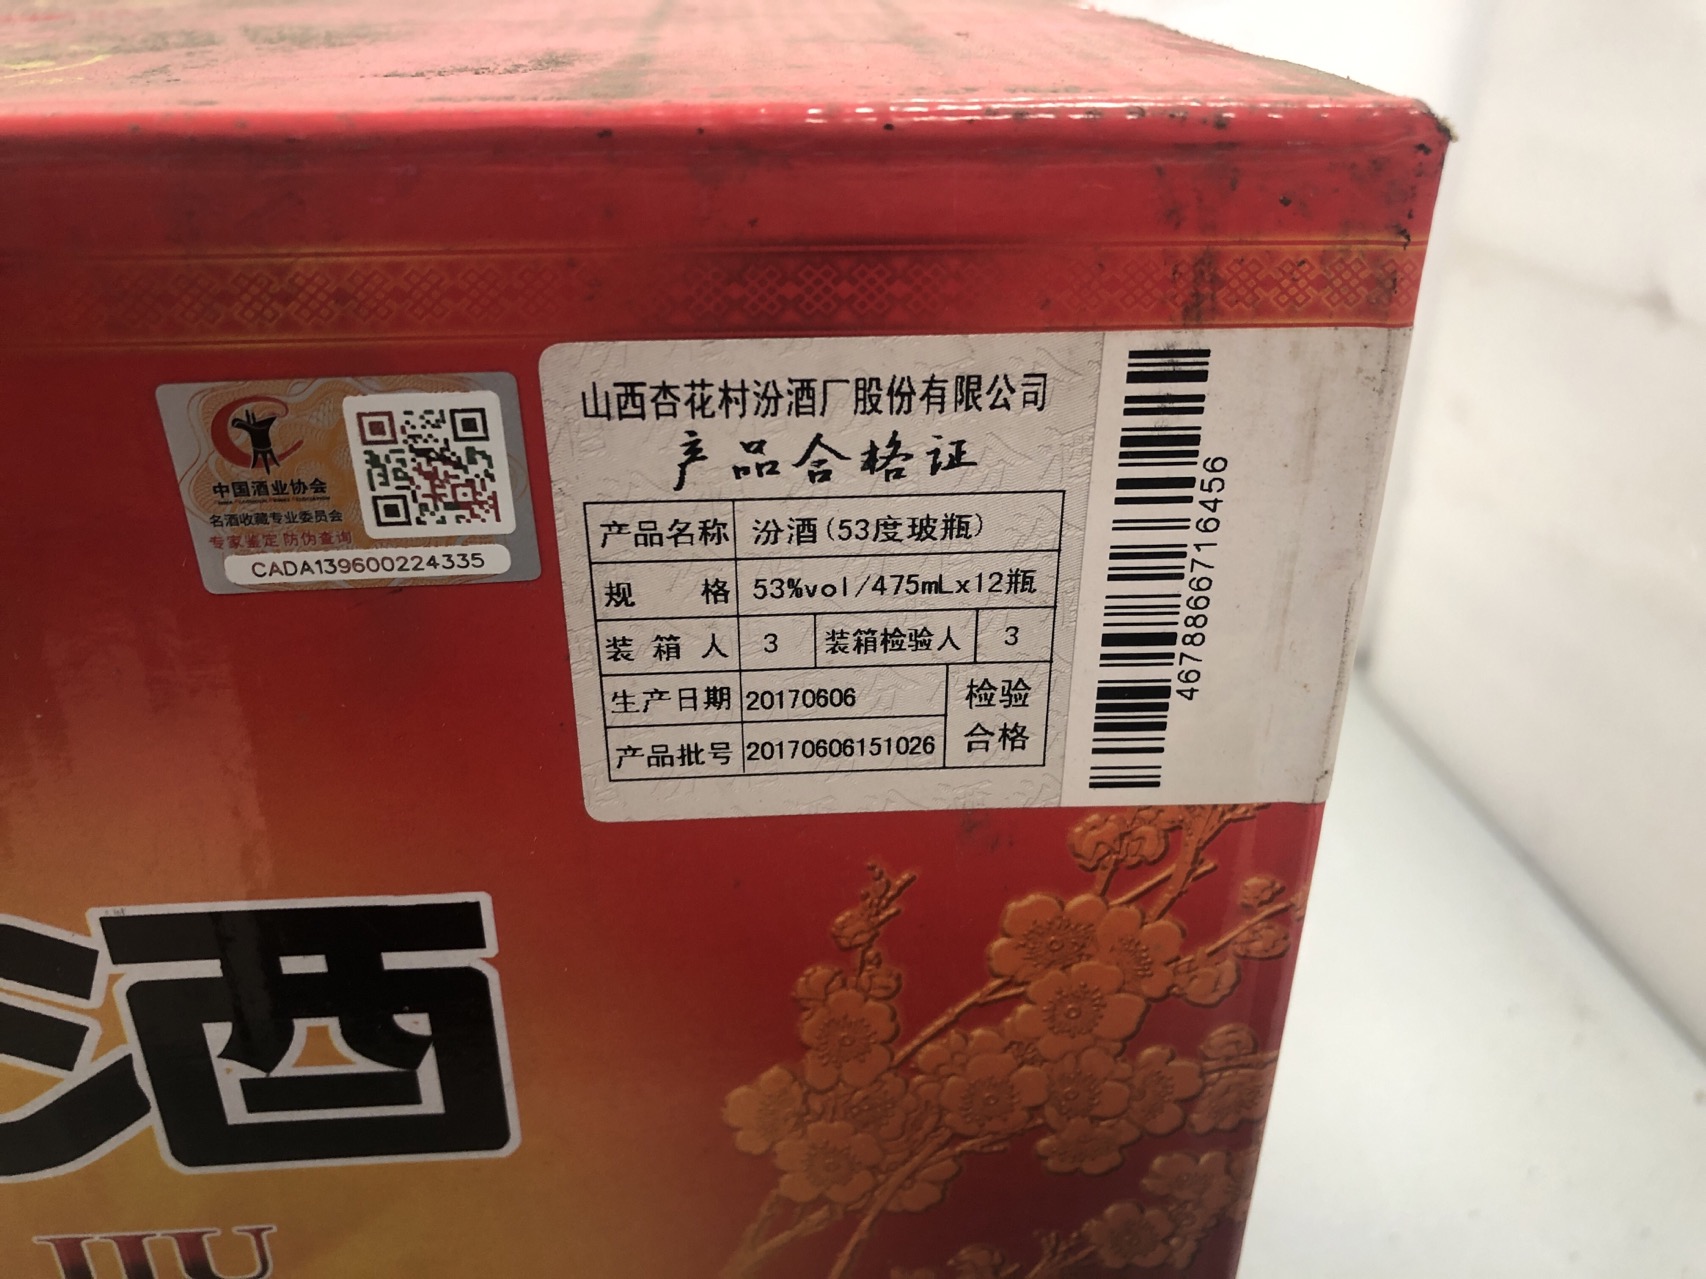 山西杏花村汾酒厂股份有限公司
产品合格证
产品名称 汾酒(53度玻瓶)
规 格 53%vol/475mLx12瓶
装箱人 3 装箱检验人 3
生产日期 20170606 检验
产品批号 20170606151026 合格
4678866716456
中国酒业协会
名酒收藏专业委员会
专家鉴定防伪查询
CADA139600224335
酒
JIU